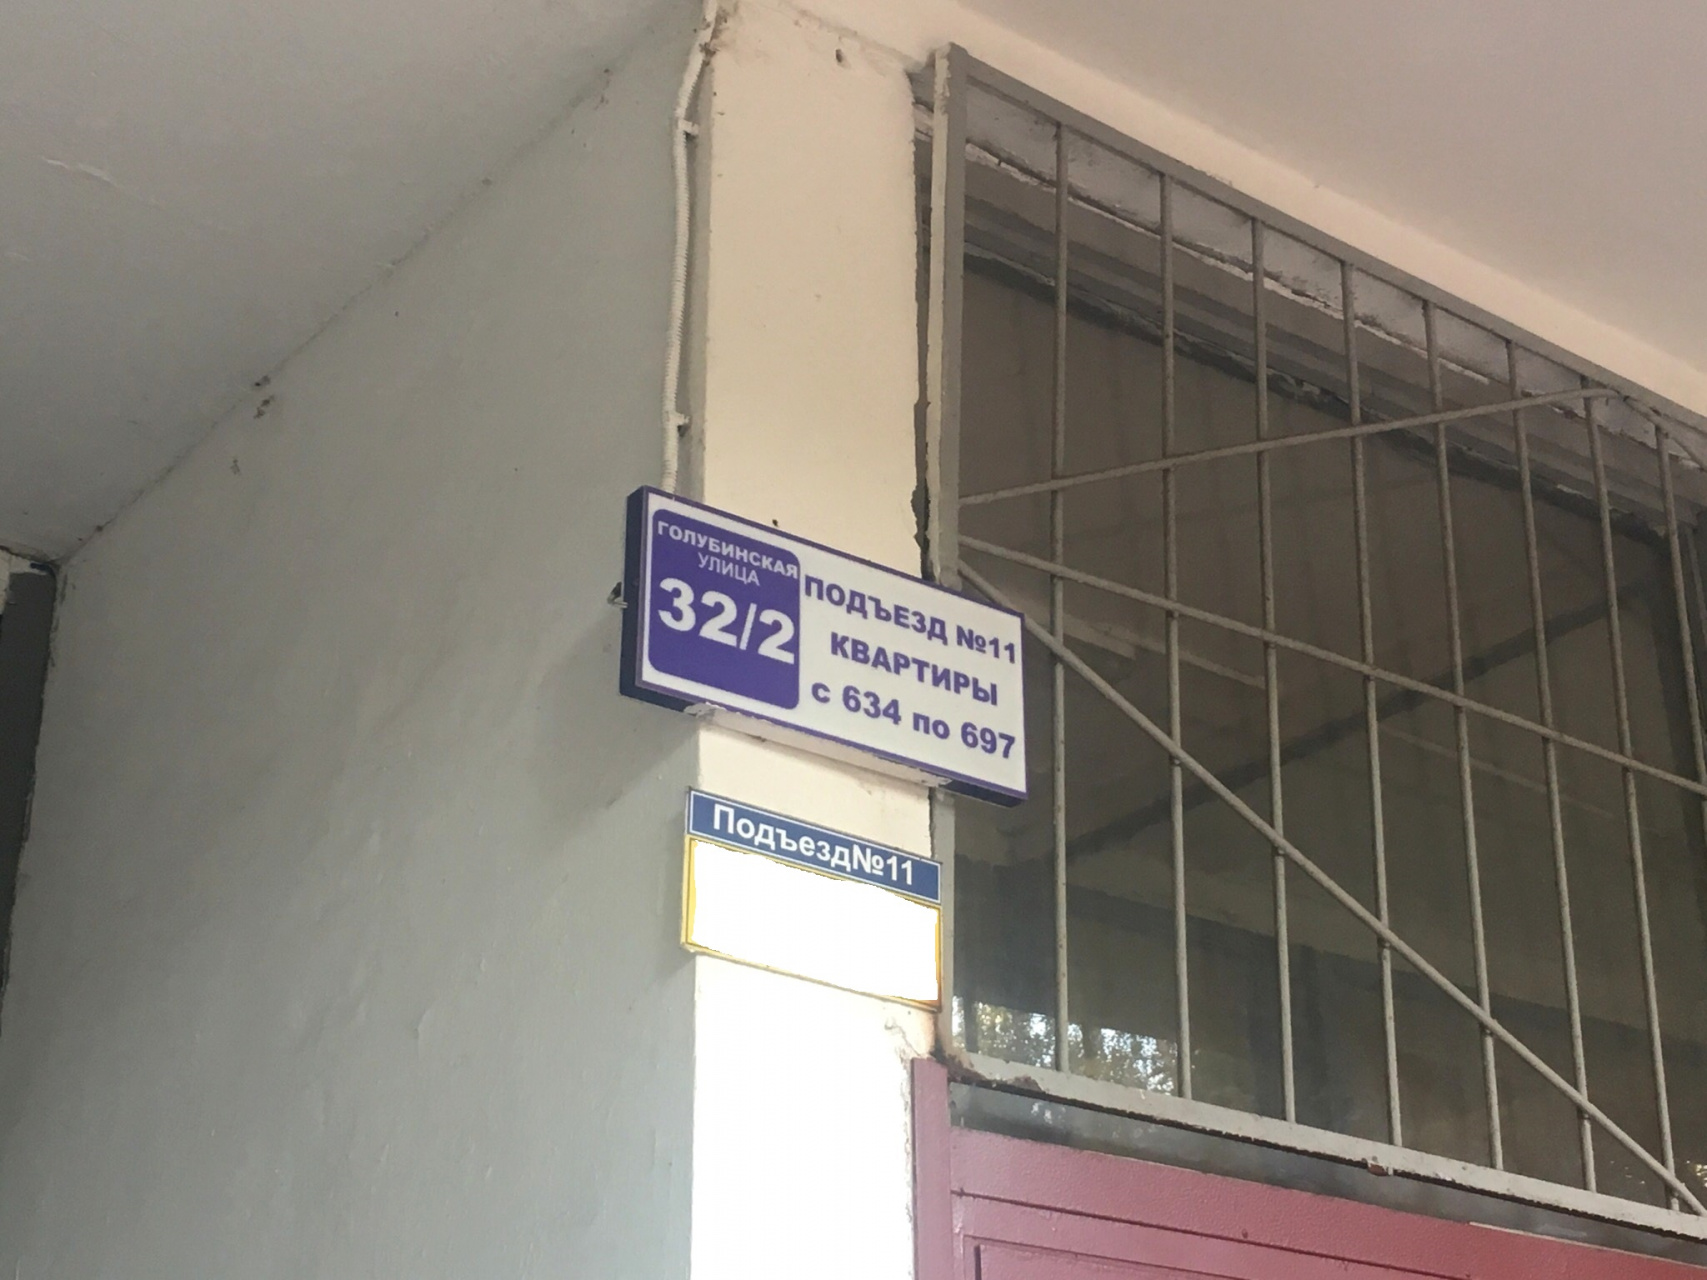 ГОЛУБИНСКАЯ
УЛИЦА
32/2
ПОДЪЕЗД №11
КВАРТИРЫ
с 634 по 697
Подъезд№11